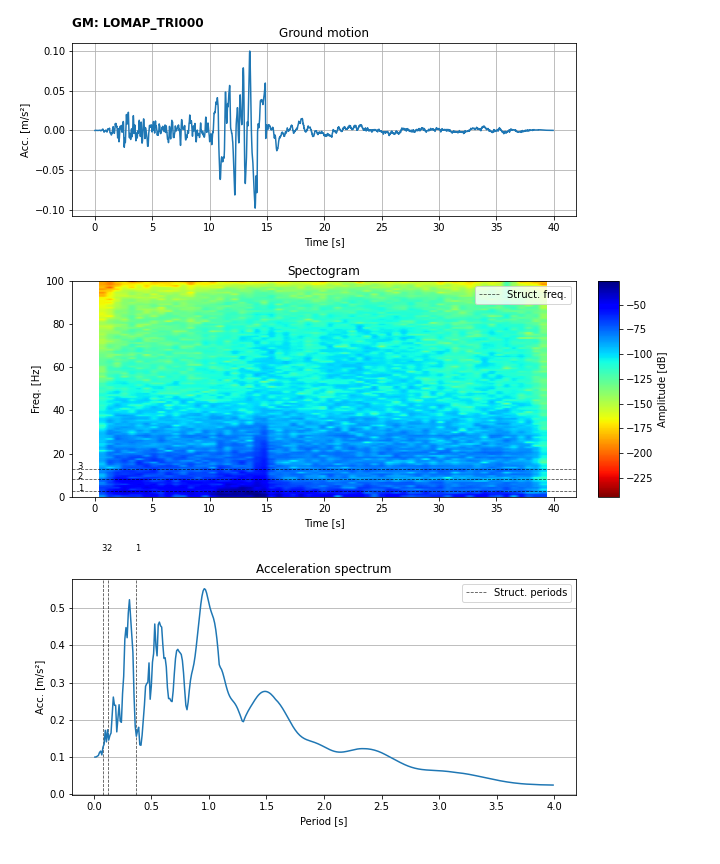 GM: LOMAP_TRI000
Ground motion
Acc. [m/s²]
0.10
0.05
0.00
−0.05
−0.10
0 5 10 15 20 25 30 35 40
Time [s]
Spectogram
Freq. [Hz]
100
80
60
40
20
0
3
2
1
Struct. freq.
0 5 10 15 20 25 30 35 40
Time [s]
−50
−75
−100
−125
−150
−175
−200
−225
Amplitude [dB]
32 1
Acceleration spectrum
Acc. [m/s²]
0.5
0.4
0.3
0.2
0.1
0.0
Struct. periods
0.0 0.5 1.0 1.5 2.0 2.5 3.0 3.5 4.0
Period [s]